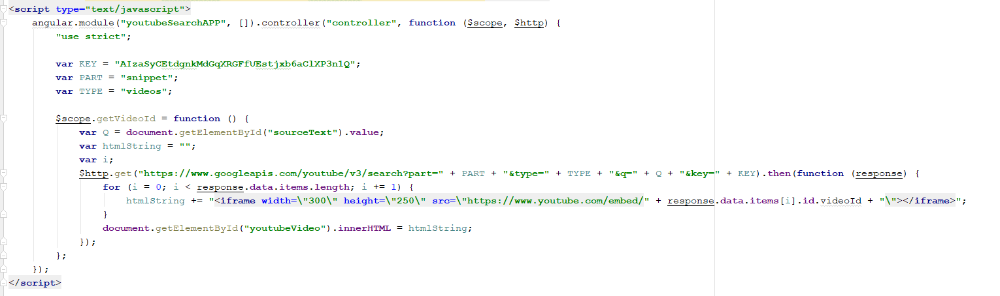 <script type="text/javascript">
angular.module("youtubeSearchAPP", []).controller("controller", function ($scope, $http) {
"use strict";
var KEY = "AIzaSyCEtdgnkMdGqXRGFfUEstjxb6aClXP3n1Q";
var PART = "snippet";
var TYPE = "videos";
$scope.getVideoId = function () {
var Q = document.getElementById("sourceText").value;
var htmlString = "";
var i;
$http.get("https://www.googleapis.com/youtube/v3/search?part=" + PART + "&type=" + TYPE + "&q=" + Q + "&key=" + KEY).then(function (response) {
for (i = 0; i < response.data.items.length; i += 1) {
htmlString += "<iframe width=\"300\" height=\"250\" src=\"https://www.youtube.com/embed/" + response.data.items[i].id.videoId + "\"></iframe>";
}
document.getElementById("youtubeVideo").innerHTML = htmlString;
});
};
});
</script>